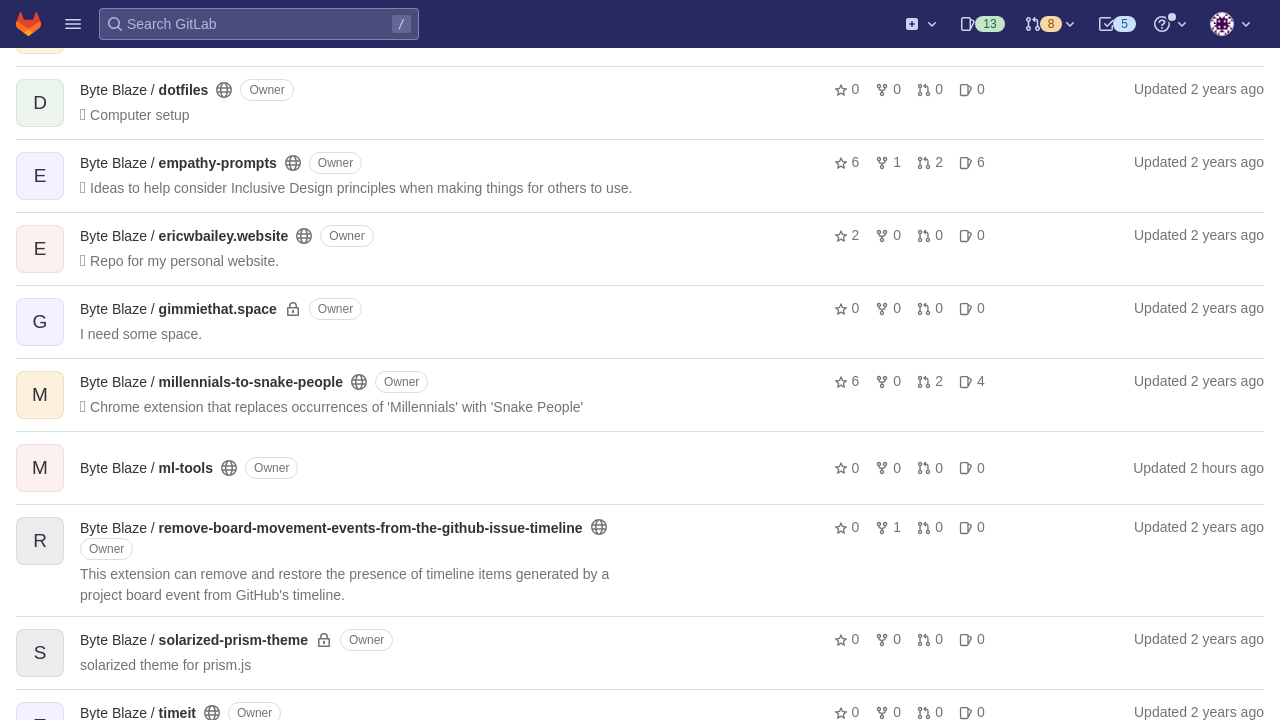 Search GitLab /
13 8 5
D Byte Blaze / dotfiles Owner 0 0 0 0 Updated 2 years ago
Computer setup
E Byte Blaze / empathy-prompts Owner 6 1 2 6 Updated 2 years ago
Ideas to help consider Inclusive Design principles when making things for others to use.
E Byte Blaze / ericwbailey.website Owner 2 0 0 0 Updated 2 years ago
Repo for my personal website.
G Byte Blaze / gimmiethat.space Owner 0 0 0 0 Updated 2 years ago
I need some space.
M Byte Blaze / millennials-to-snake-people Owner 6 0 2 4 Updated 2 years ago
Chrome extension that replaces occurrences of 'Millennials' with 'Snake People'
M Byte Blaze / ml-tools Owner 0 0 0 0 Updated 2 hours ago
R Byte Blaze / remove-board-movement-events-from-the-github-issue-timeline 0 1 0 0 Updated 2 years ago
Owner
This extension can remove and restore the presence of timeline items generated by a
project board event from GitHub's timeline.
S Byte Blaze / solarized-prism-theme Owner 0 0 0 0 Updated 2 years ago
solarized theme for prism.js
Byte Blaze / timeit Owner 0 0 0 0 Updated 2 years ago